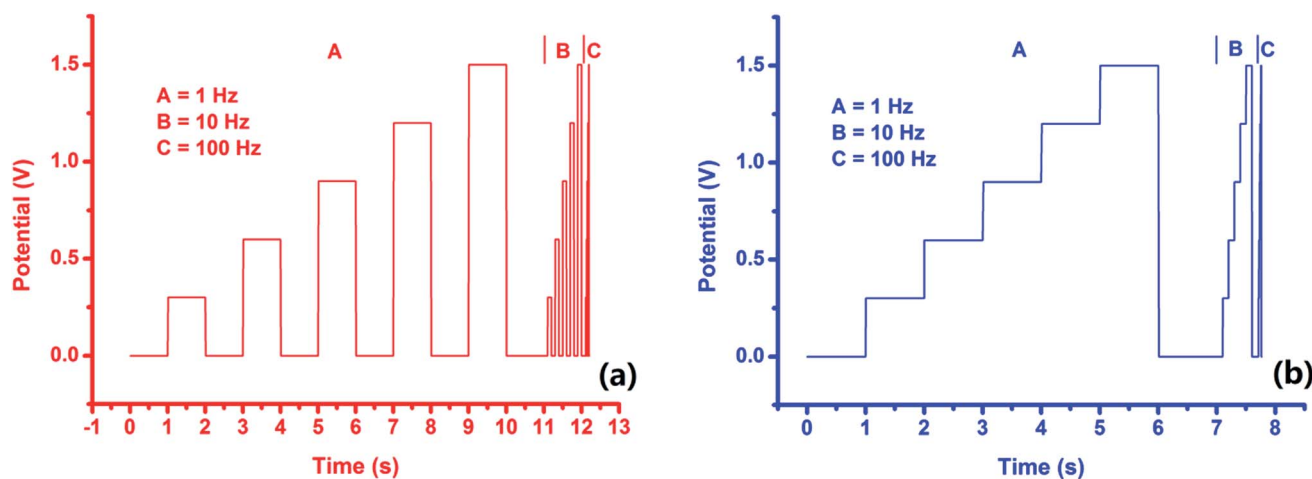 A B C
1.5
A = 1 Hz
B = 10 Hz
C = 100 Hz
1.0
0.5
0.0
Potential (V)
(a)
-1 0 1 2 3 4 5 6 7 8 9 10 11 12 13
Time (s)
A B C
1.5
A = 1 Hz
B = 10 Hz
C = 100 Hz
1.0
0.5
0.0
Potential (V)
(b)
0 1 2 3 4 5 6 7 8
Time (s)